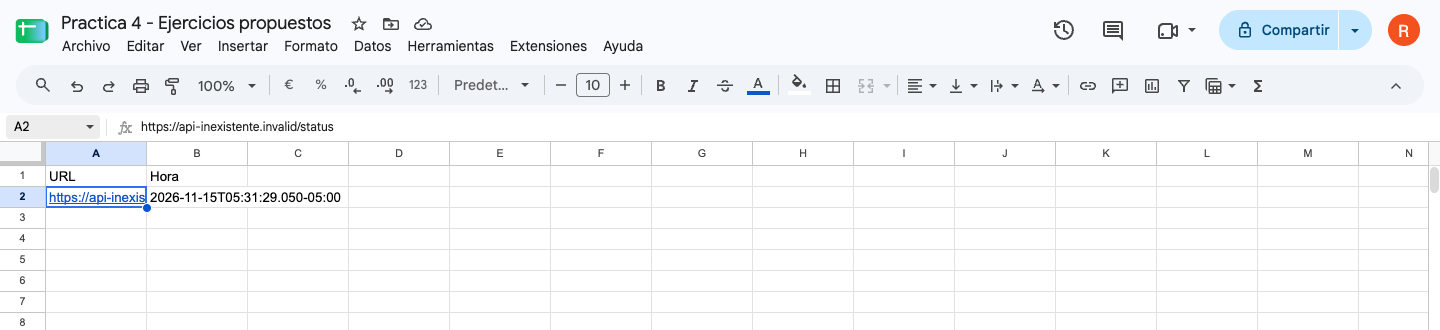 Practica 4 - Ejercicios propuestos
Archivo Editar Ver Insertar Formato Datos Herramientas Extensiones Ayuda
Compartir
R
100% € % .0 .00 123 Predet... 10 B I S A A Σ
A2 fx https://api-inexistente.invalid/status
A B C D E F G H I J K L M N
1 URL Hora
2 https://api-inexis 2026-11-15T05:31:29.050-05:00
3
4
5
6
7
8